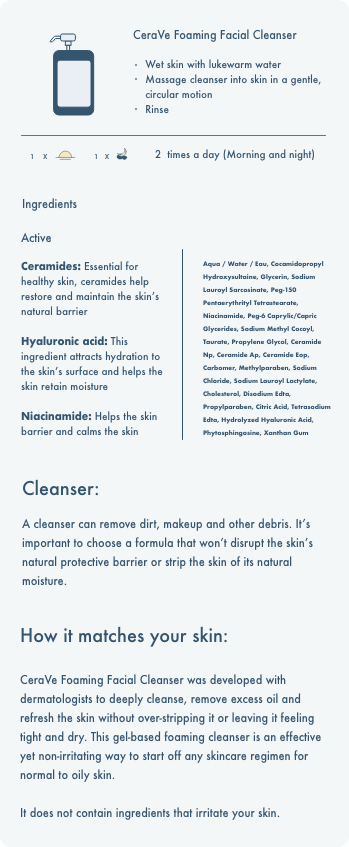 CeraVe Foaming Facial Cleanser
· Wet skin with lukewarm water
· Massage cleanser into skin in a gentle,
circular motion
· Rinse
1 x
1 x
2 times a day (Morning and night)
Ingredients
Active
Ceramides: Essential for
healthy skin, ceramides help
restore and maintain the skin's
natural barrier
Hyaluronic acid: This
ingredient attracts hydration to
the skin's surface and helps the
skin retain moisture
Niacinamide: Helps the skin
barrier and calms the skin
Aqua / Water / Eau, Cocamidopropyl
Hydroxysultaine, Glycerin, Sodium
Lauroyl Sarcosinate, Peg-150
Pentaerythrityl Tetrastearate,
Niacinamide, Peg-6 Caprylic/Capric
Glycerides, Sodium Methyl Cocoyl,
Taurate, Propylene Glycol, Ceramide
Np, Ceramide Ap, Ceramide Eop,
Carbomer, Methylparaben, Sodium
Chloride, Sodium Lauroyl Lactylate,
Cholesterol, Disodium Edta,
Propylparaben, Citric Acid, Tetrasodium
Edta, Hydrolyzed Hyaluronic Acid,
Phytosphingosine, Xanthan Gum
Cleanser:
A cleanser can remove dirt, makeup and other debris. It's
important to choose a formula that won't disrupt the skin's
natural protective barrier or strip the skin of its natural
moisture.
How it matches your skin:
CeraVe Foaming Facial Cleanser was developed with
dermatologists to deeply cleanse, remove excess oil and
refresh the skin without over-stripping it or leaving it feeling
tight and dry. This gel-based foaming cleanser is an effective
yet non-irritating way to start off any skincare regimen for
normal to oily skin.
It does not contain ingredients that irritate your skin.